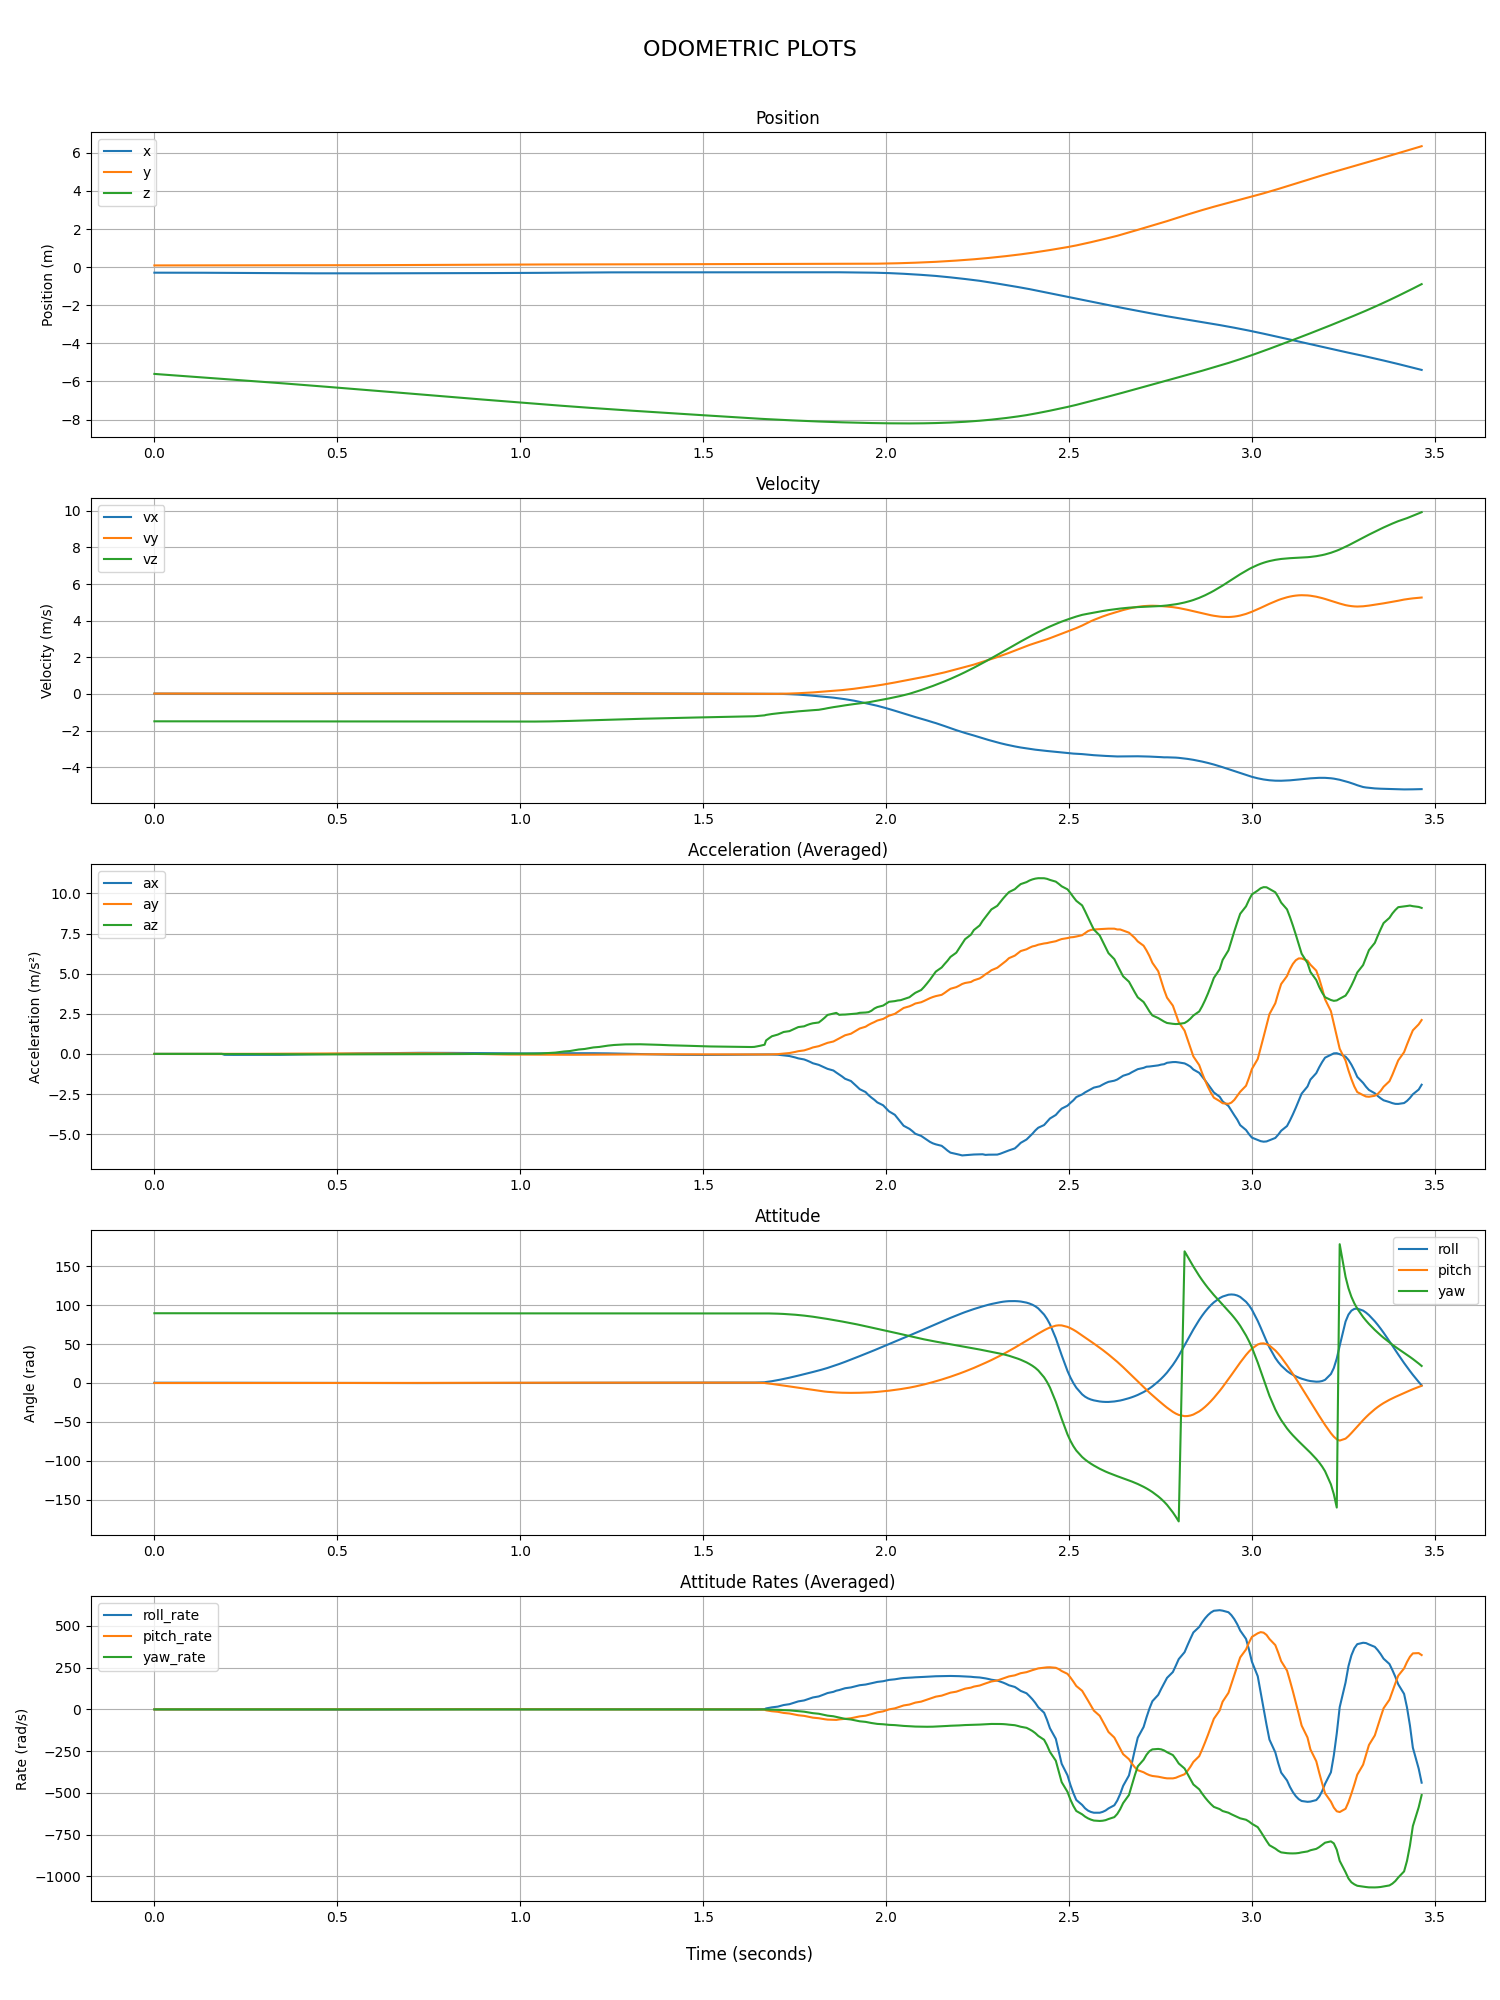 ODOMETRIC PLOTS
Position
x
y
z
Position (m)
6
4
2
0
−2
−4
−6
−8
0.0 0.5 1.0 1.5 2.0 2.5 3.0 3.5
Velocity
vx
vy
vz
Velocity (m/s)
10
8
6
4
2
0
−2
−4
0.0 0.5 1.0 1.5 2.0 2.5 3.0 3.5
Acceleration (Averaged)
ax
ay
az
Acceleration (m/s²)
10.0
7.5
5.0
2.5
0.0
−2.5
−5.0
0.0 0.5 1.0 1.5 2.0 2.5 3.0 3.5
Attitude
roll
pitch
yaw
Angle (rad)
150
100
50
0
−50
−100
−150
0.0 0.5 1.0 1.5 2.0 2.5 3.0 3.5
Attitude Rates (Averaged)
roll_rate
pitch_rate
yaw_rate
Rate (rad/s)
500
250
0
−250
−500
−750
−1000
0.0 0.5 1.0 1.5 2.0 2.5 3.0 3.5
Time (seconds)